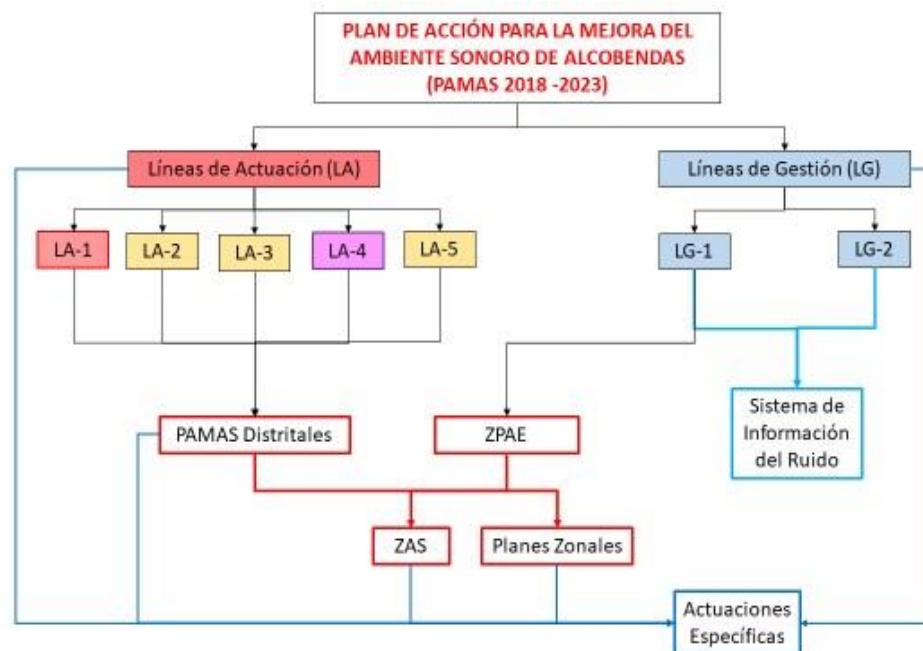 PLAN DE ACCIÓN PARA LA MEJORA DEL
AMBIENTE SONORO DE ALCOBENDAS
(PAMAS 2018 -2023)
Líneas de Actuación (LA)
Líneas de Gestión (LG)
LA-1
LA-2
LA-3
LA-4
LA-5
LG-1
LG-2
PAMAS Distritales
ZPAE
Sistema de
Información
del Ruido
ZAS
Planes Zonales
Actuaciones
Específicas